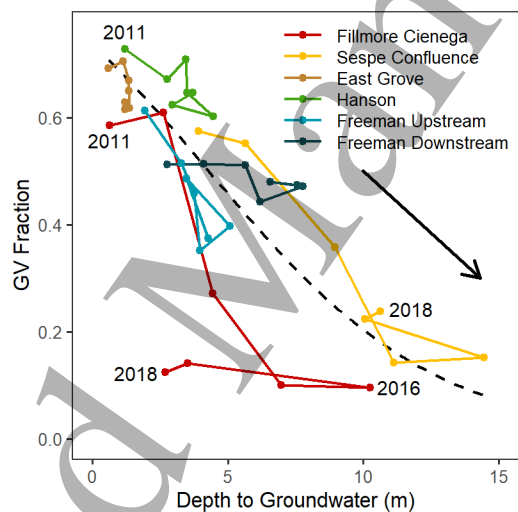 2011
Fillmore Cienega
Sespe Confluence
East Grove
Hanson
Freeman Upstream
Freeman Downstream
0.6
2011
GV Fraction
0.4
2018
0.2
2018
2016
0.0
0
5
10
15
Depth to Groundwater (m)
d Man